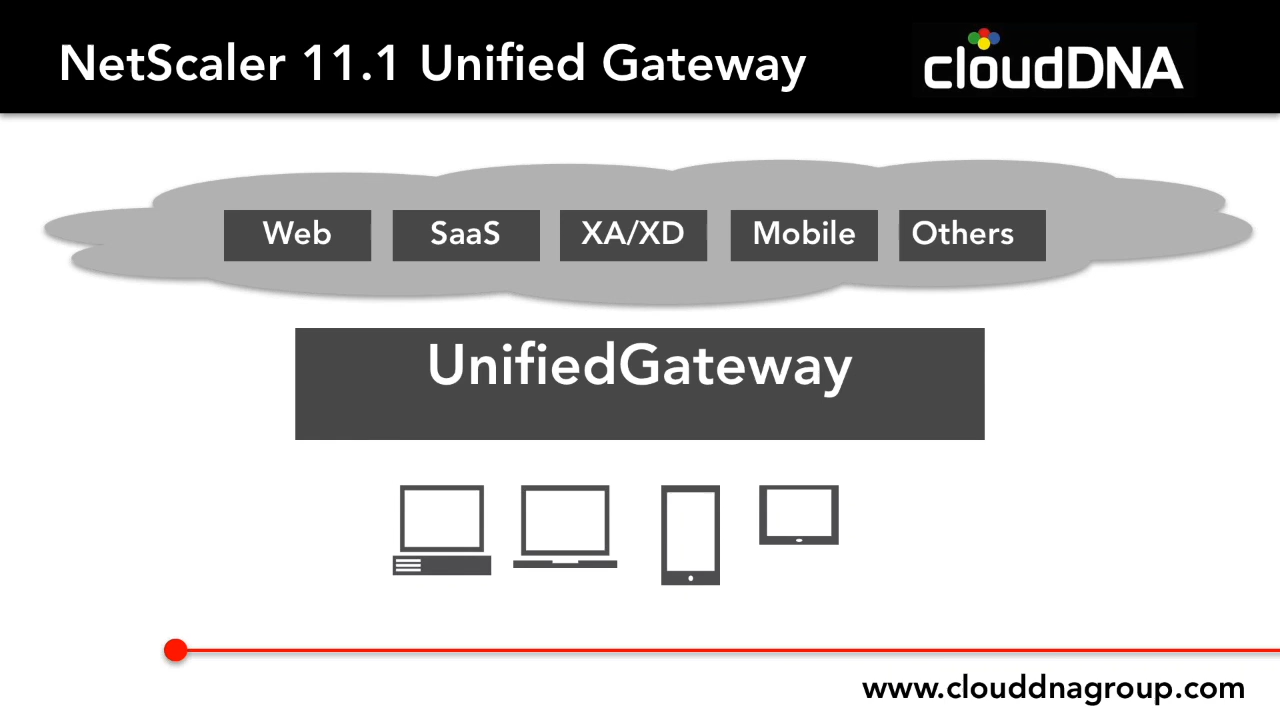 NetScaler 11.1 Unified Gateway
cloudDNA
Web SaaS XA/XD Mobile Others
UnifiedGateway
www.clouddnagroup.com